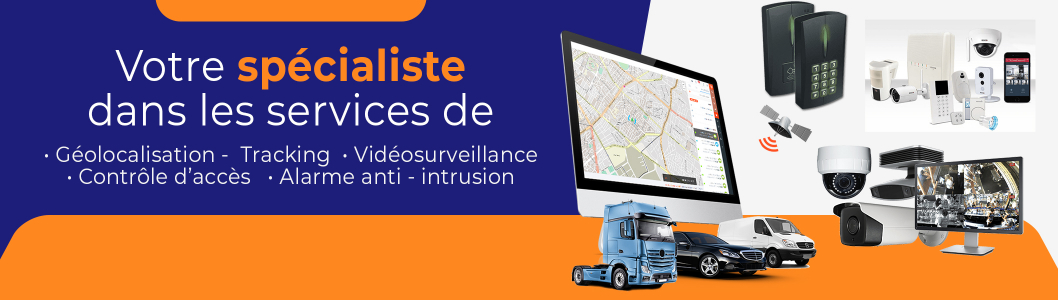 Votre spécialiste
dans les services de
• Géolocalisation - Tracking • Vidéosurveillance
• Contrôle d'accès • Alarme anti - intrusion